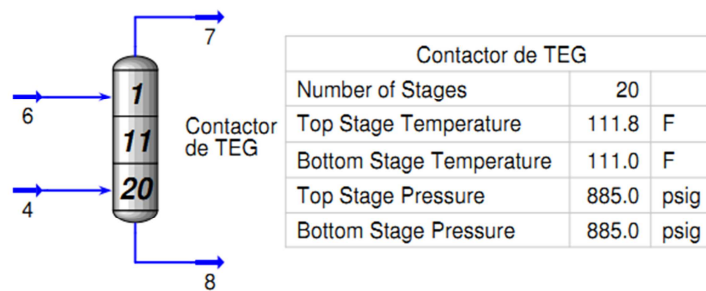 7
1
6
11
Contactor
de TEG
20
4
8
Contactor de TEG
Number of Stages 20
Top Stage Temperature 111.8 F
Bottom Stage Temperature 111.0 F
Top Stage Pressure 885.0 psig
Bottom Stage Pressure 885.0 psig